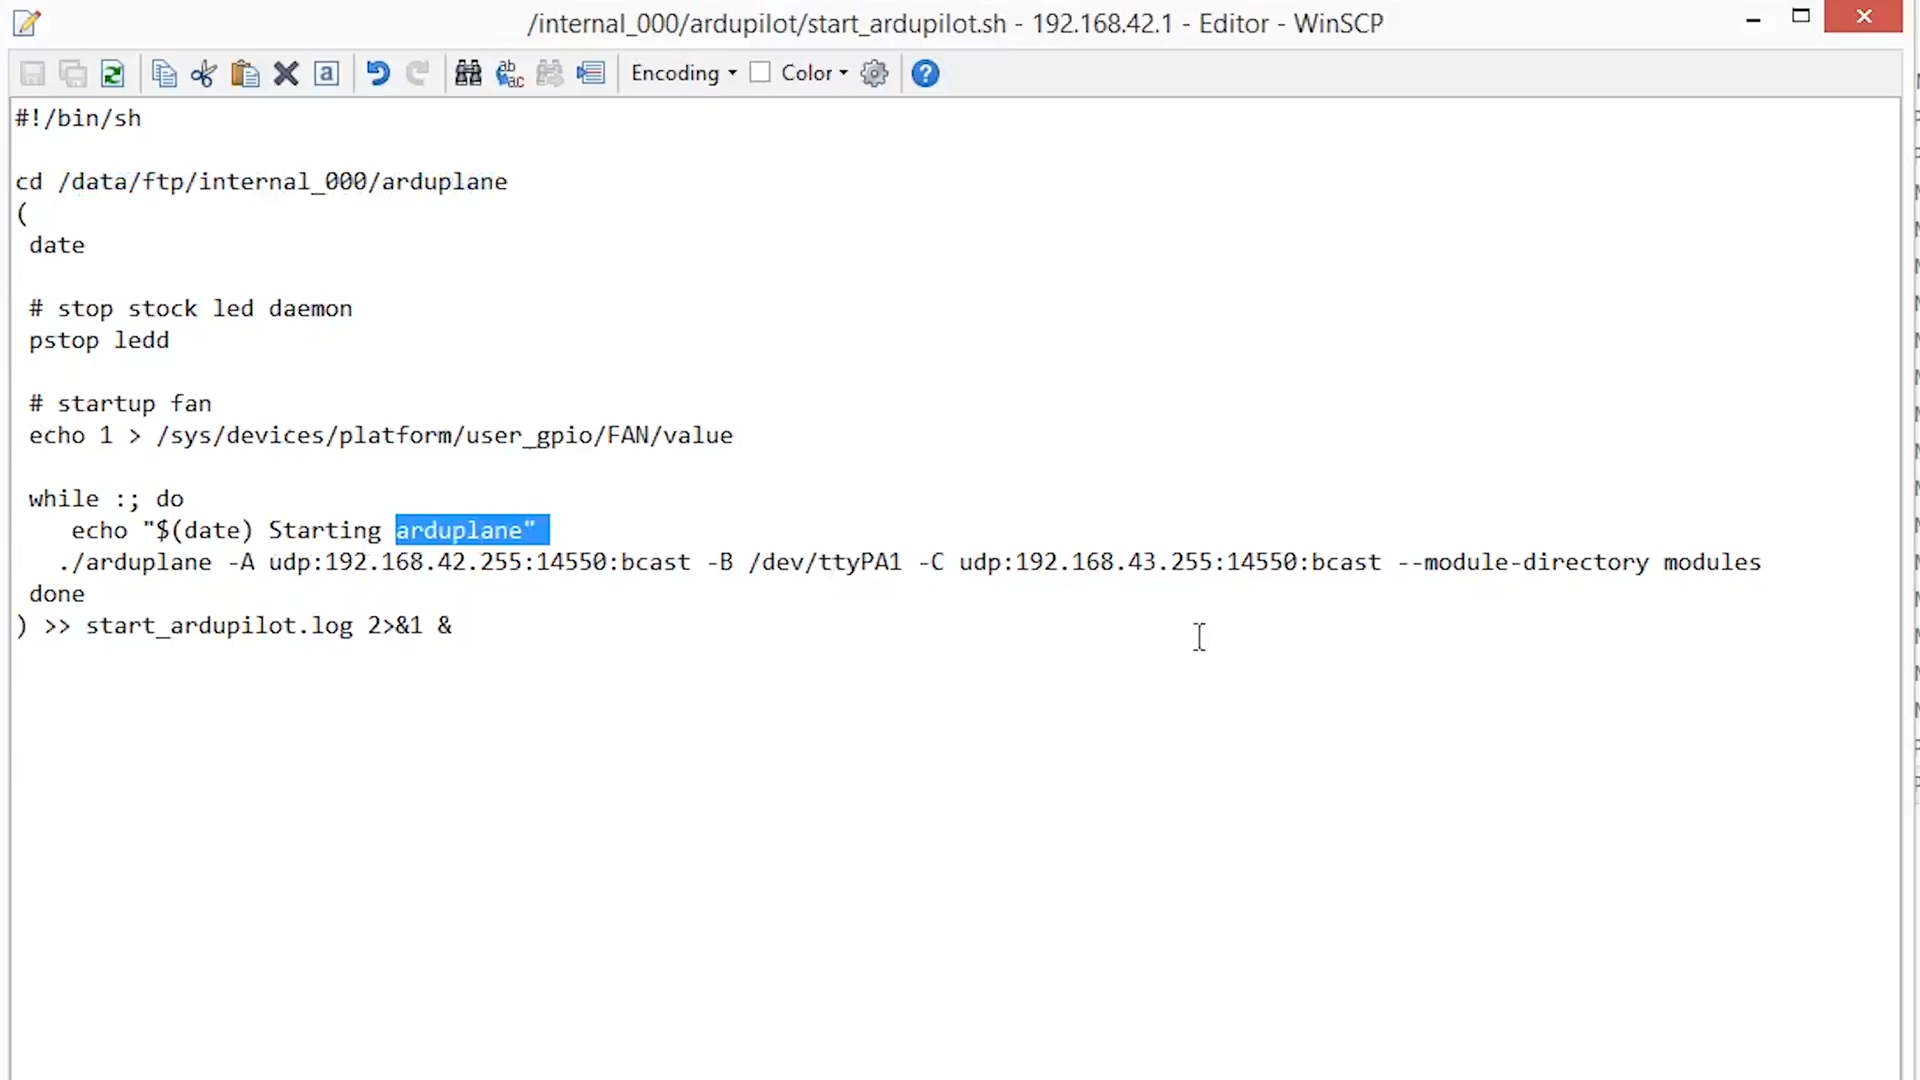 /internal_000/ardupilot/start_ardupilot.sh - 192.168.42.1 - Editor - WinSCP
Encoding Color
#!/bin/sh
cd /data/ftp/internal_000/arduplane
(
date
# stop stock led daemon
pstop ledd
# startup fan
echo 1 > /sys/devices/platform/user_gpio/FAN/value
while :; do
echo "$(date) Starting arduplane"
./arduplane -A udp:192.168.42.255:14550:bcast -B /dev/ttyPA1 -C udp:192.168.43.255:14550:bcast --module-directory modules
done
) >> start_ardupilot.log 2>&1 &